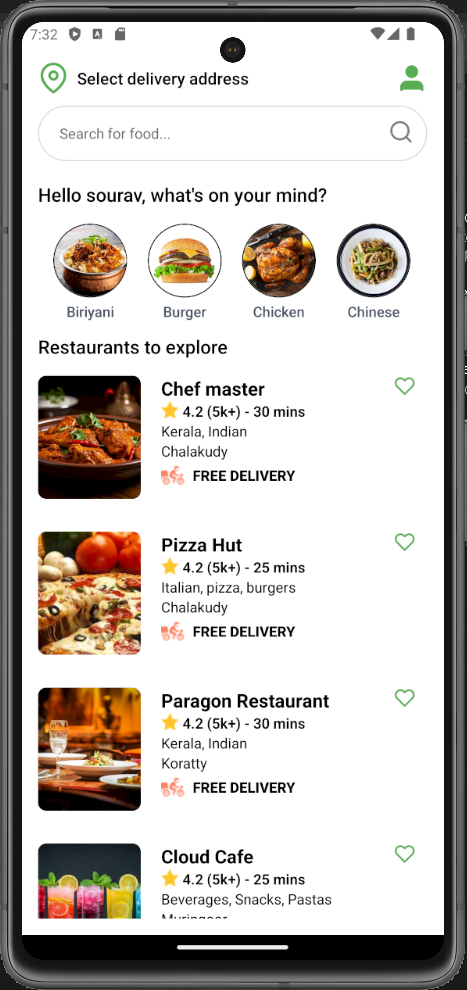 7:32
Select delivery address
Search for food...
Hello sourav, what's on your mind?
Biriyani Burger Chicken Chinese
Restaurants to explore
Chef master
4.2 (5k+) - 30 mins
Kerala, Indian
Chalakudy
FREE DELIVERY
Pizza Hut
4.2 (5k+) - 25 mins
Italian, pizza, burgers
Chalakudy
FREE DELIVERY
Paragon Restaurant
4.2 (5k+) - 30 mins
Kerala, Indian
Koratty
FREE DELIVERY
Cloud Cafe
4.2 (5k+) - 25 mins
Beverages, Snacks, Pastas